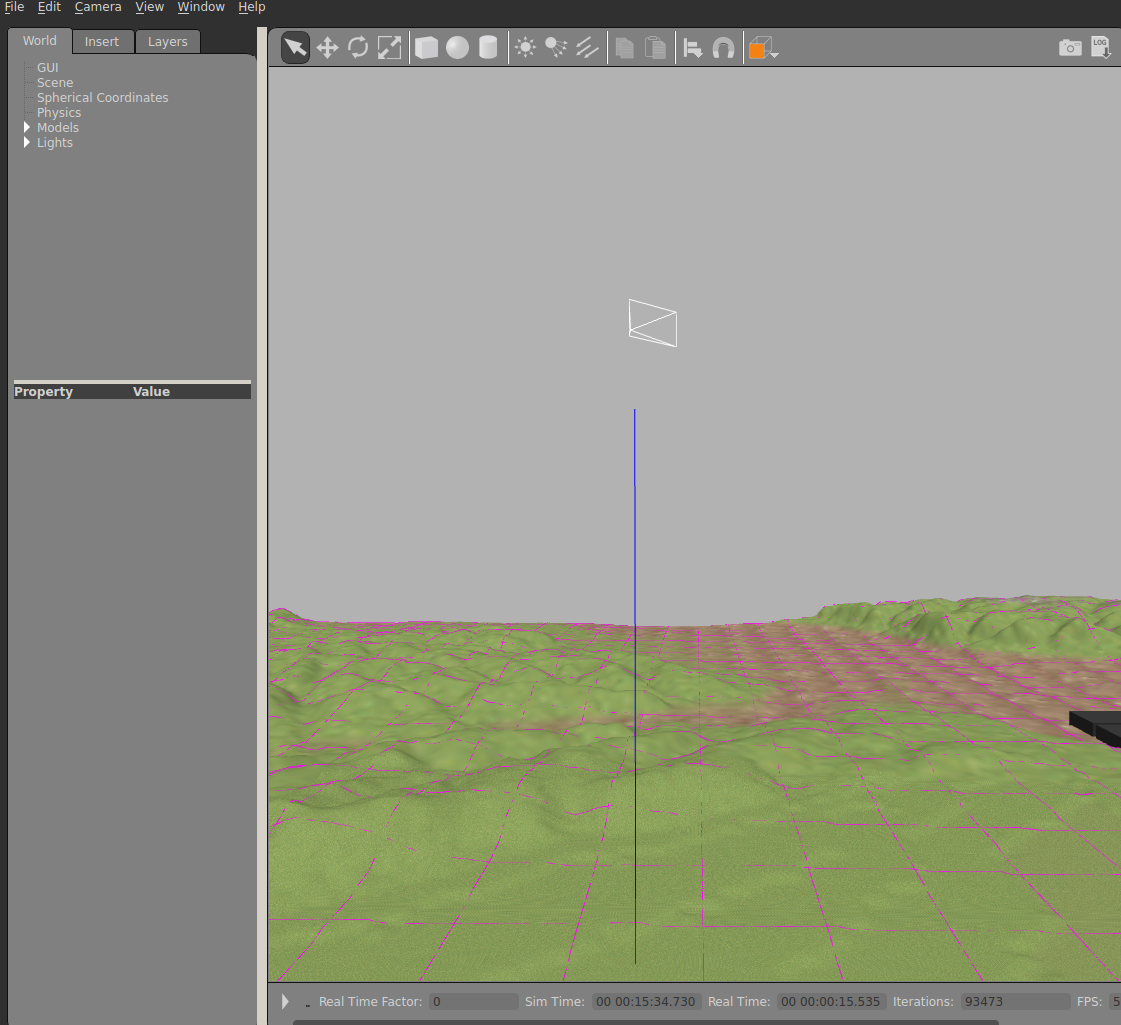 File Edit Camera View Window Help
World Insert Layers
LOG
GUI
Scene
Spherical Coordinates
Physics
Models
Lights
Property Value
Real Time Factor: 0 Sim Time: 00 00:15:34.730 Real Time: 00 00:00:15.535 Iterations: 93473 FPS: 5